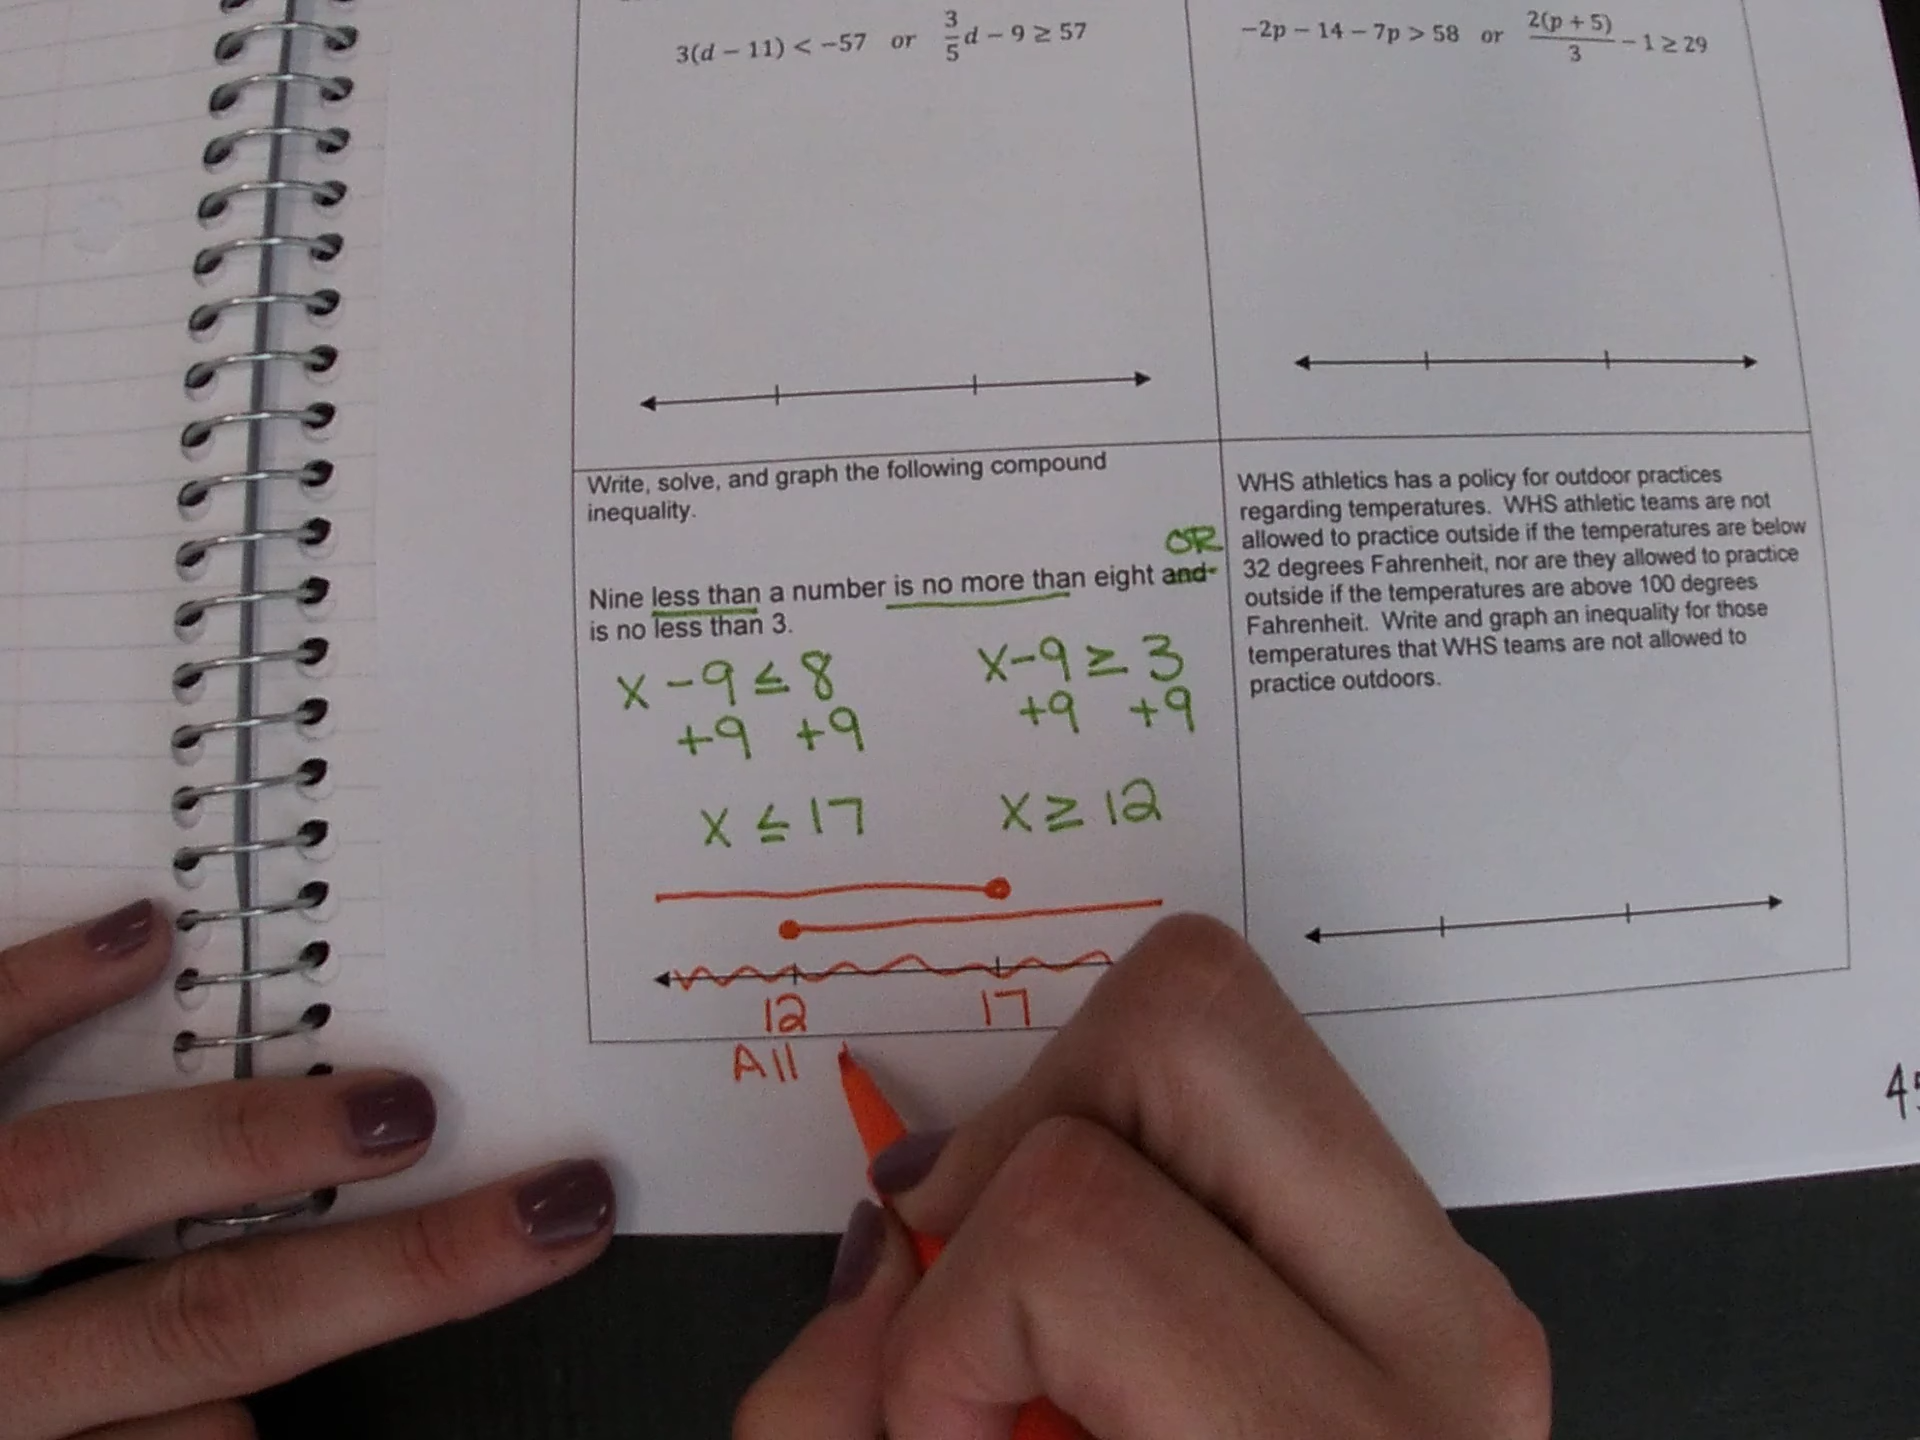 3(d − 11) < −57 or 3/5 d − 9 ≥ 57
−2p − 14 − 7p > 58 or 2(p + 5)/3 − 1 ≥ 29
Write, solve, and graph the following compound
inequality.
OR
Nine less than a number is no more than eight and
is no less than 3.
x − 9 ≤ 8
x − 9 ≥ 3
+9 +9
+9 +9
x ≤ 17
x ≥ 12
12 17
All
WHS athletics has a policy for outdoor practices
regarding temperatures. WHS athletic teams are not
allowed to practice outside if the temperatures are below
32 degrees Fahrenheit, nor are they allowed to practice
outside if the temperatures are above 100 degrees
Fahrenheit. Write and graph an inequality for those
temperatures that WHS teams are not allowed to
practice outdoors.